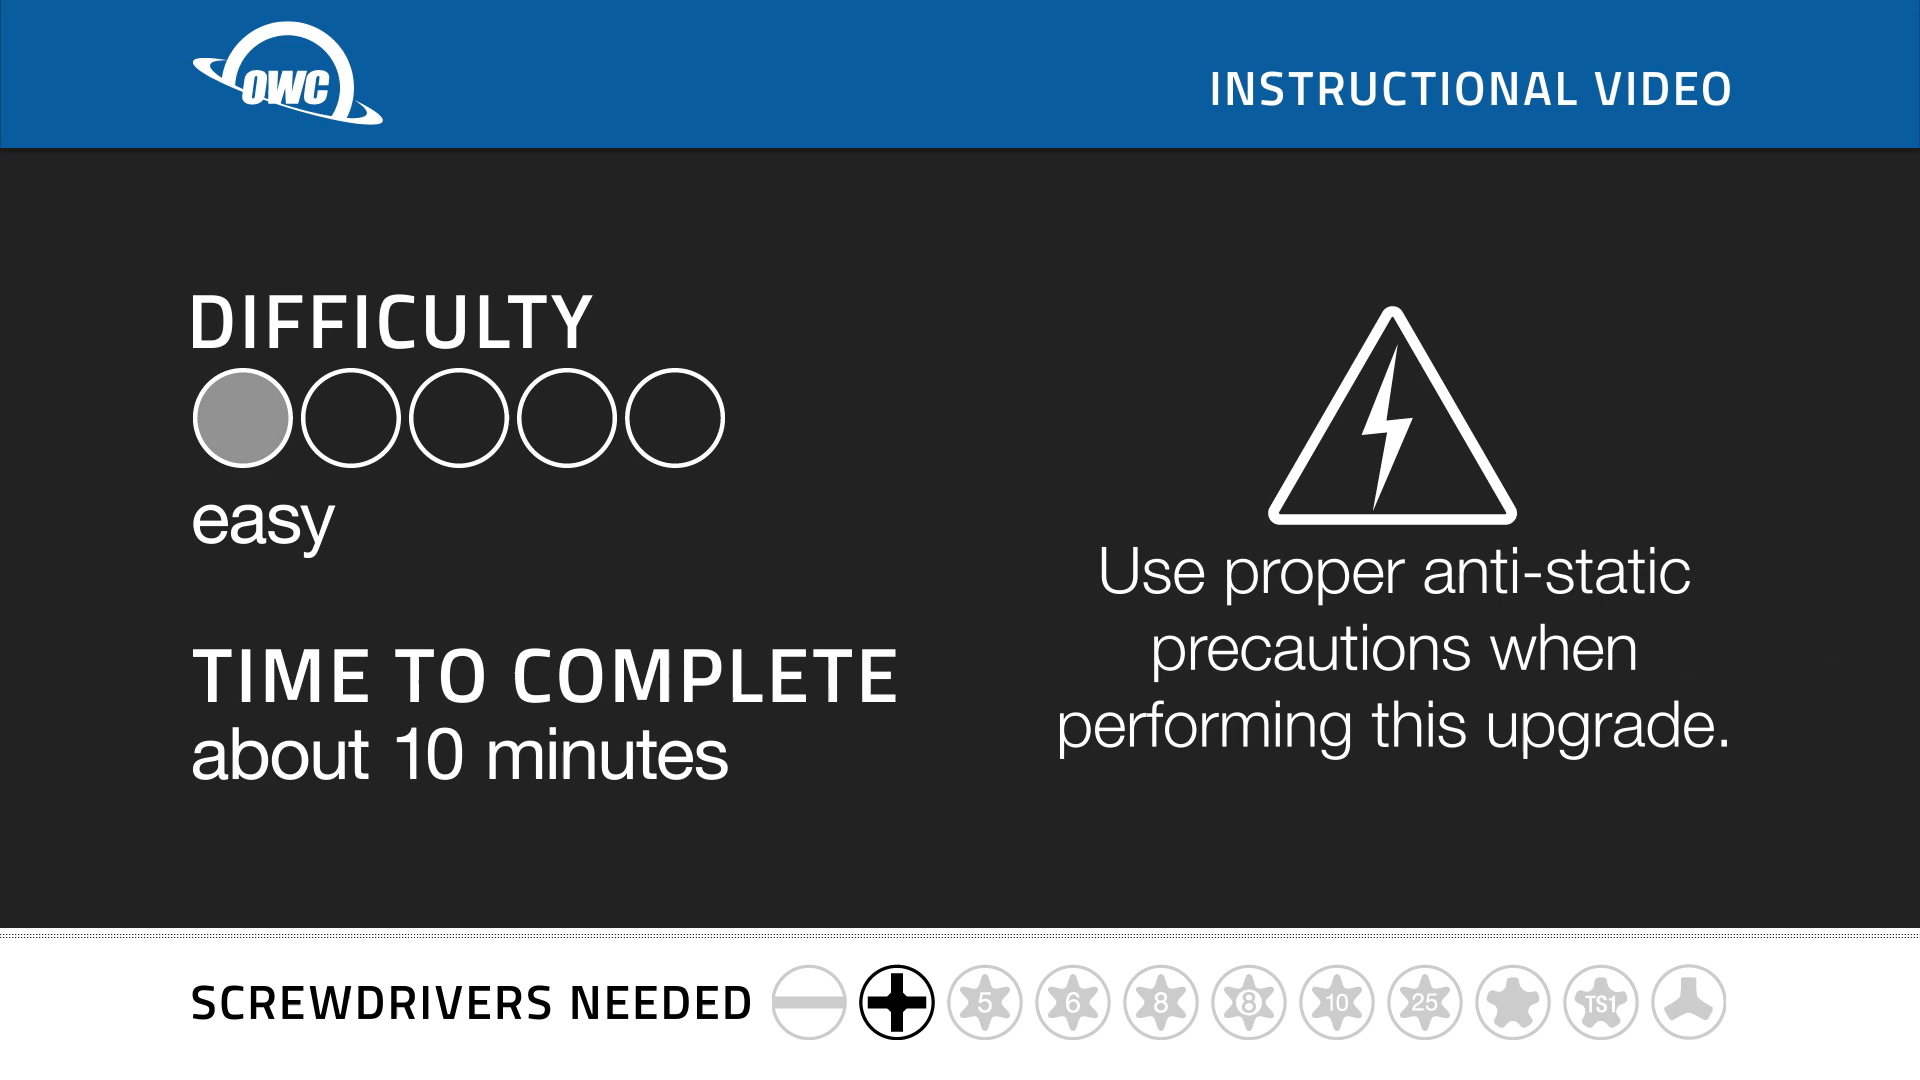 OWC
INSTRUCTIONAL VIDEO
DIFFICULTY
easy
TIME TO COMPLETE
about 10 minutes
Use proper anti-static
precautions when
performing this upgrade.
SCREWDRIVERS NEEDED
5 6 8 8 10 25 TS1